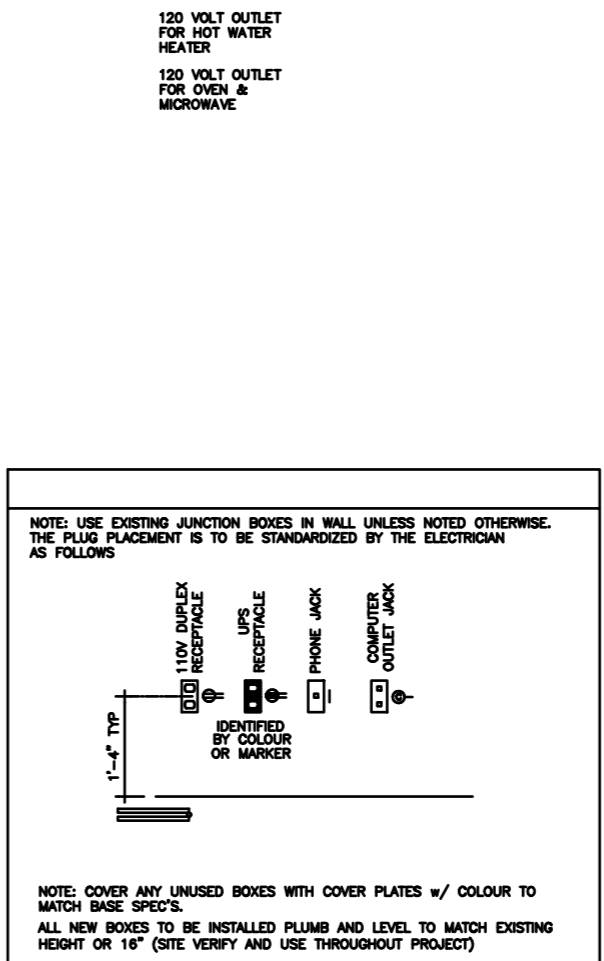 120 VOLT OUTLET
FOR HOT WATER
HEATER
120 VOLT OUTLET
FOR OVEN &
MICROWAVE
NOTE: USE EXISTING JUNCTION BOXES IN WALL UNLESS NOTED OTHERWISE.
THE PLUG PLACEMENT IS TO BE STANDARDIZED BY THE ELECTRICIAN
AS FOLLOWS
110V DUPLEX
RECEPTACLE
UPS
RECEPTACLE
PHONE JACK
COMPUTER
OUTLET JACK
C
IDENTIFIED
BY COLOUR
OR MARKER
1'-4" TYP
NOTE: COVER ANY UNUSED BOXES WITH COVER PLATES w/ COLOUR TO
MATCH BASE SPEC'S.
ALL NEW BOXES TO BE INSTALLED PLUMB AND LEVEL TO MATCH EXISTING
HEIGHT OR 16" (SITE VERIFY AND USE THROUGHOUT PROJECT)